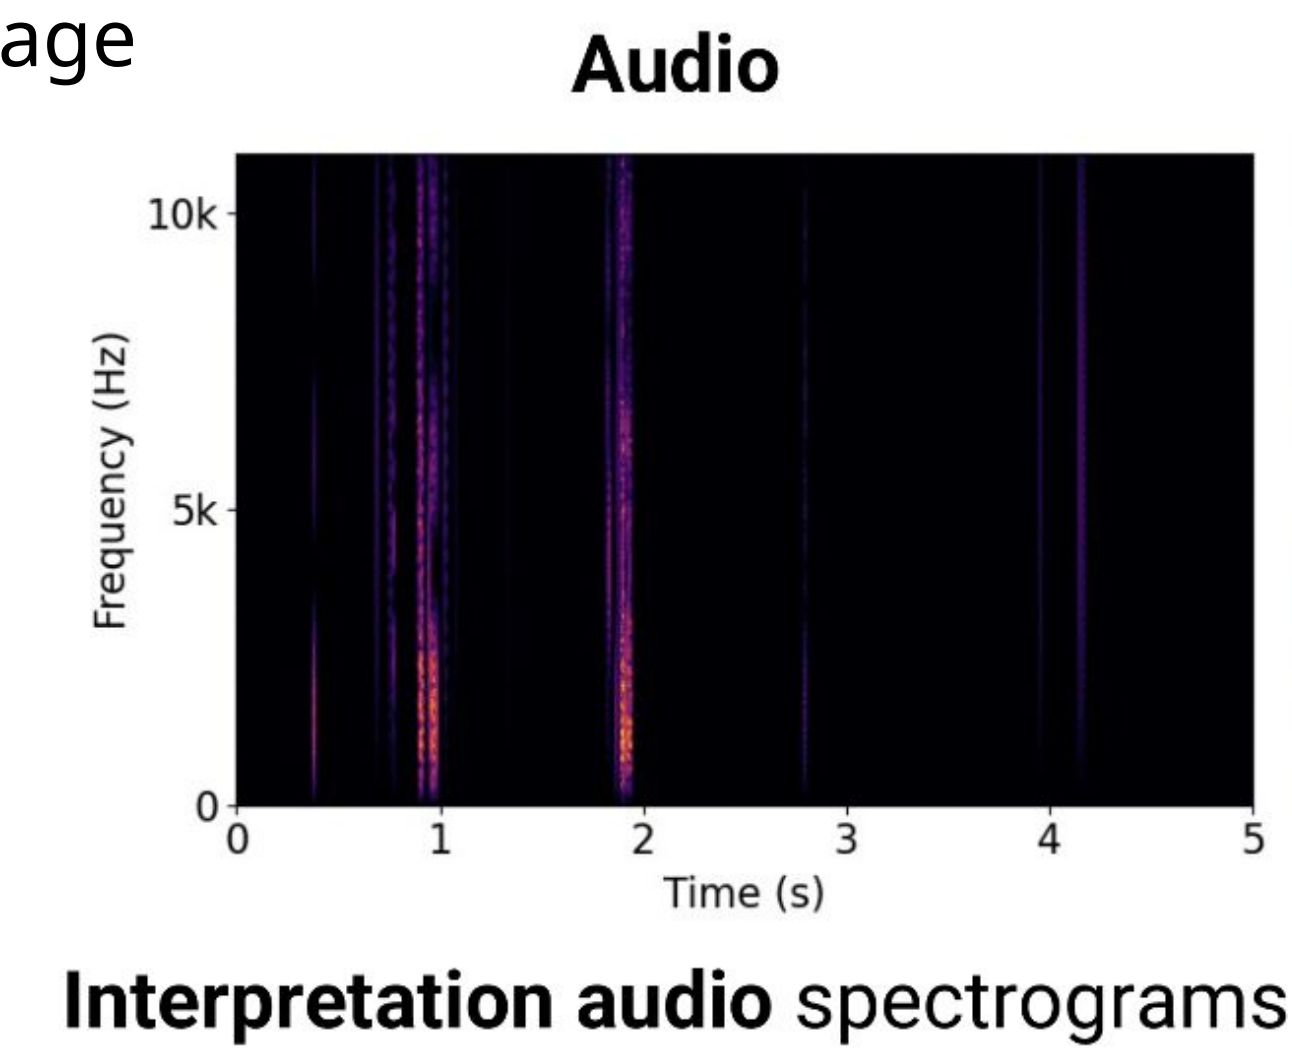 age
Audio
10k
5k
0
Frequency (Hz)
0 1 2 3 4 5
Time (s)
Interpretation audio spectrograms